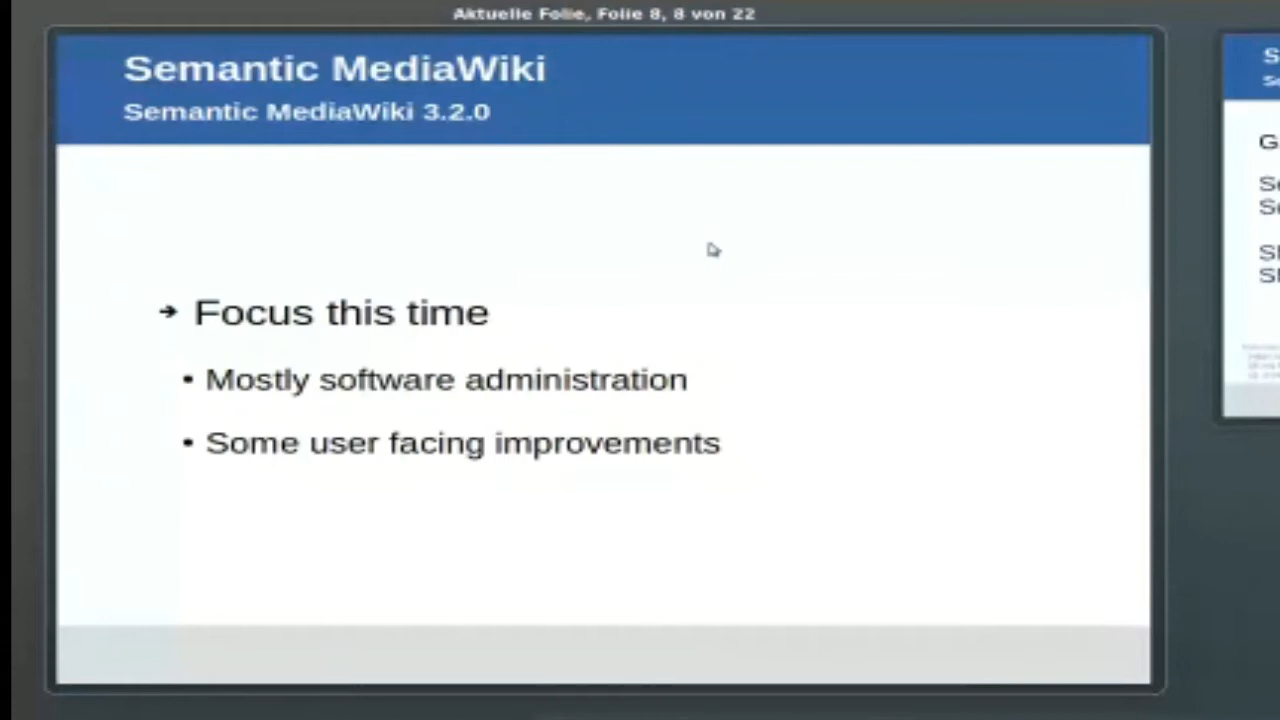 Aktuelle Folie, Folie 8, 8 von 22
Semantic MediaWiki
Semantic MediaWiki 3.2.0
➔ Focus this time
• Mostly software administration
• Some user facing improvements